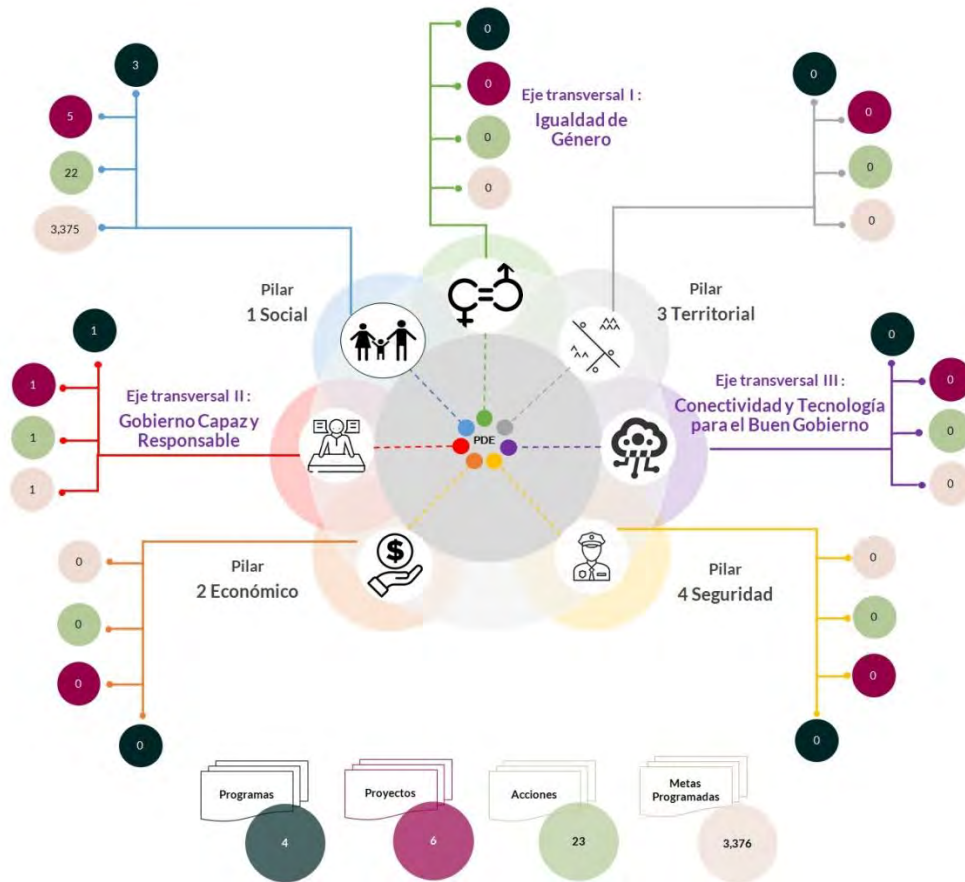 0
0
0
0
Eje transversal I :
Igualdad de
Género
3
5
22
3,375
0
0
0
0
Pilar
1 Social
Pilar
3 Territorial
1
1
1
1
Eje transversal II :
Gobierno Capaz y
Responsable
PDE
Eje transversal III :
Conectividad y Tecnología
para el Buen Gobierno
0
0
0
0
Pilar
2 Económico
0
0
0
0
$
Pilar
4 Seguridad
0
0
0
0
Programas
4
Proyectos
6
Acciones
23
Metas
Programadas
3,376